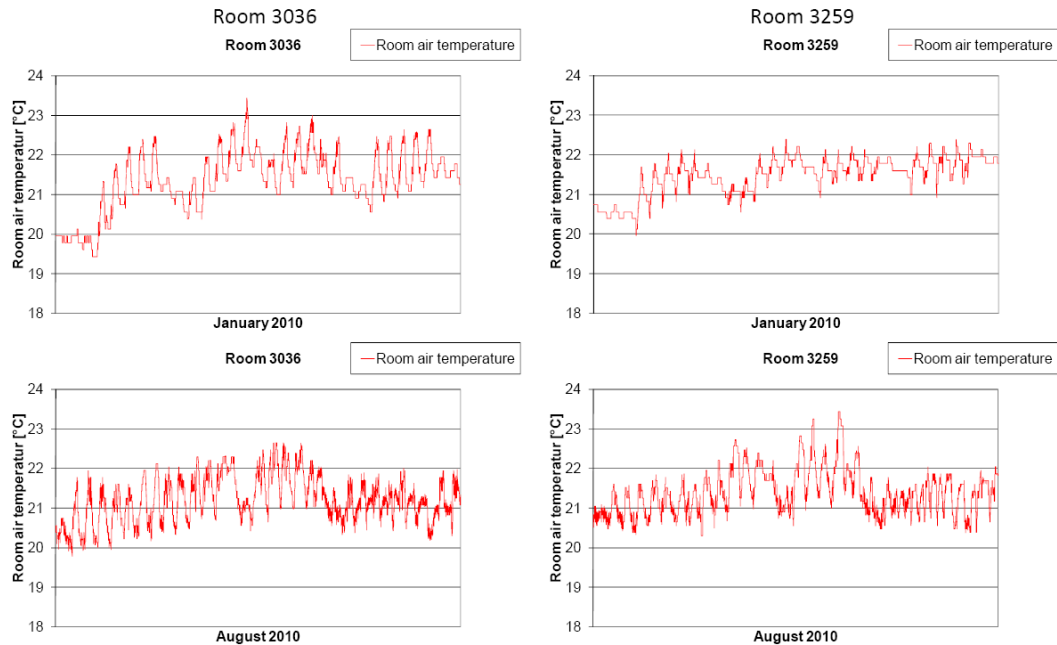 Room 3036
Room 3259
Room 3036
Room air temperature
Room air temperatur [°C]
24
23
22
21
20
19
18
January 2010
Room 3259
Room air temperature
Room air temperatur [°C]
24
23
22
21
20
19
18
January 2010
Room 3036
Room air temperature
Room air temperatur [°C]
24
23
22
21
20
19
18
August 2010
Room 3259
Room air temperature
Room air temperatur [°C]
24
23
22
21
20
19
18
August 2010